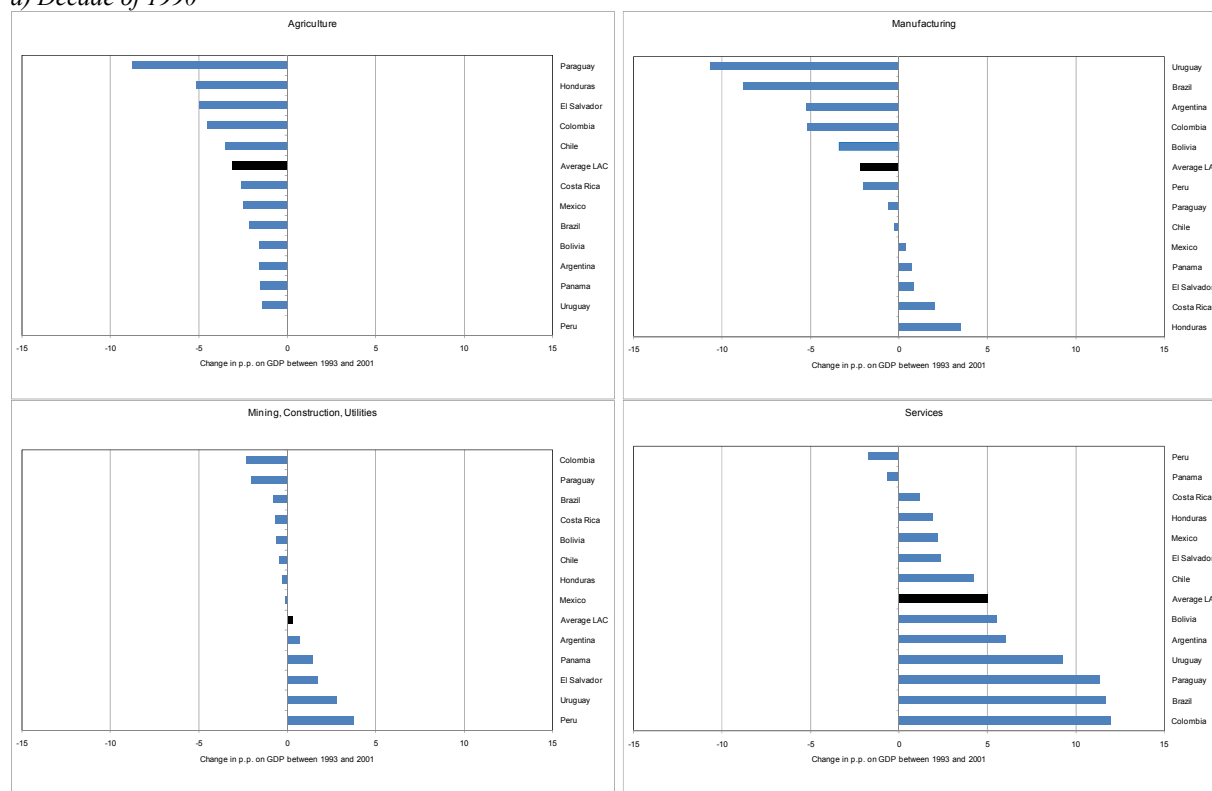 a) Decade of 1990
Agriculture
Paraguay
Honduras
El Salvador
Colombia
Chile
Average LAC
Costa Rica
Mexico
Brazil
Bolivia
Argentina
Panama
Uruguay
Peru
-15 -10 -5 0 5 10 15
Change in p.p. on GDP between 1993 and 2001
Manufacturing
Uruguay
Brazil
Argentina
Colombia
Bolivia
Average LA
Peru
Paraguay
Chile
Mexico
Panama
El Salvador
Costa Rica
Honduras
-15 -10 -5 0 5 10 15
Change in p.p. on GDP between 1993 and 2001
Mining, Construction, Utilities
Colombia
Paraguay
Brazil
Costa Rica
Bolivia
Chile
Honduras
Mexico
Average LAC
Argentina
Panama
El Salvador
Uruguay
Peru
-15 -10 -5 0 5 10 15
Change in p.p. on GDP between 1993 and 2001
Services
Peru
Panama
Costa Rica
Honduras
Mexico
El Salvador
Chile
Average LA
Bolivia
Argentina
Uruguay
Paraguay
Brazil
Colombia
-15 -10 -5 0 5 10 15
Change in p.p. on GDP between 1993 and 2001